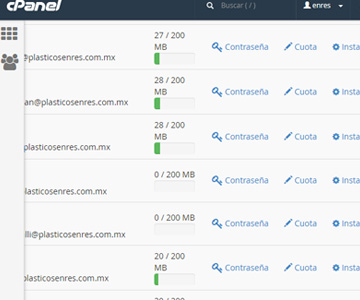 cPanel Buscar ( / ) enres
27 / 200
MB
@plasticosenres.com.mx Contraseña Cuota Insta
28 / 200
MB
an@plasticosenres.com.mx Contraseña Cuota Insta
28 / 200
MB
plasticosenres.com.mx Contraseña Cuota Insta
0 / 200 MB
Contraseña Cuota Insta
lasticosenres.com.mx
0 / 200 MB
Contraseña Cuota Insta
illi@plasticosenres.com.mx
20 / 200
MB
plasticosenres.com.mx Contraseña Cuota Insta